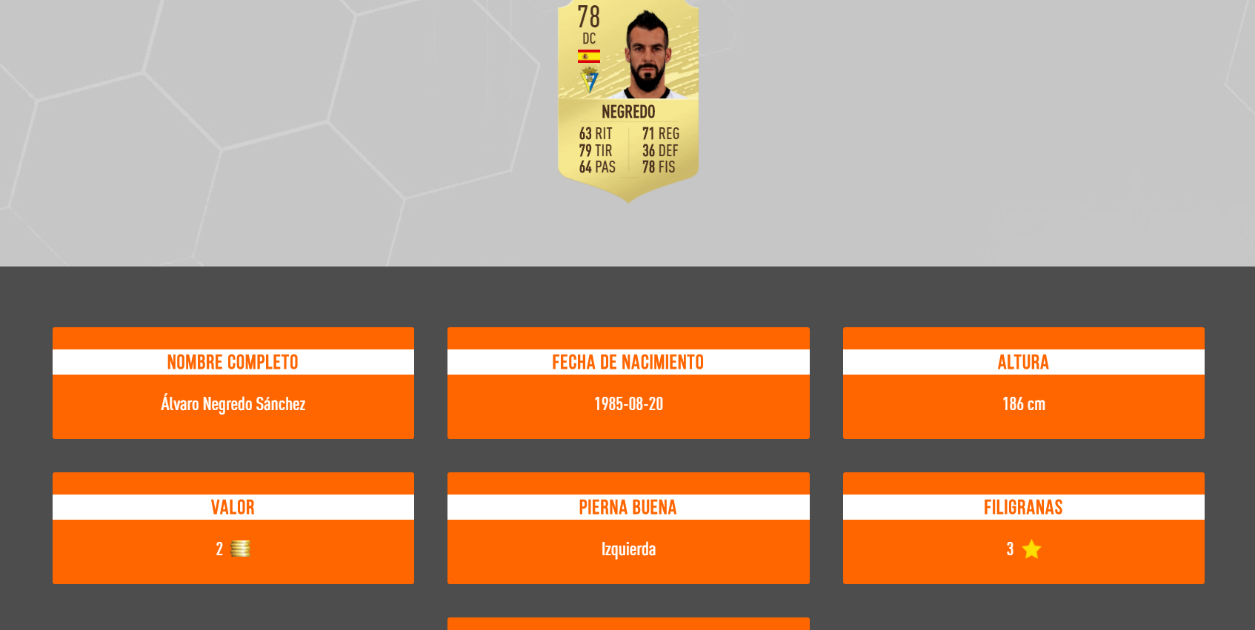 78
DC
NEGREDO
63 RIT 71 REG
79 TIR 36 DEF
64 PAS 78 FIS
NOMBRE COMPLETO
Álvaro Negredo Sánchez
FECHA DE NACIMIENTO
1985-08-20
ALTURA
186 cm
VALOR
2
PIERNA BUENA
Izquierda
FILIGRANAS
3